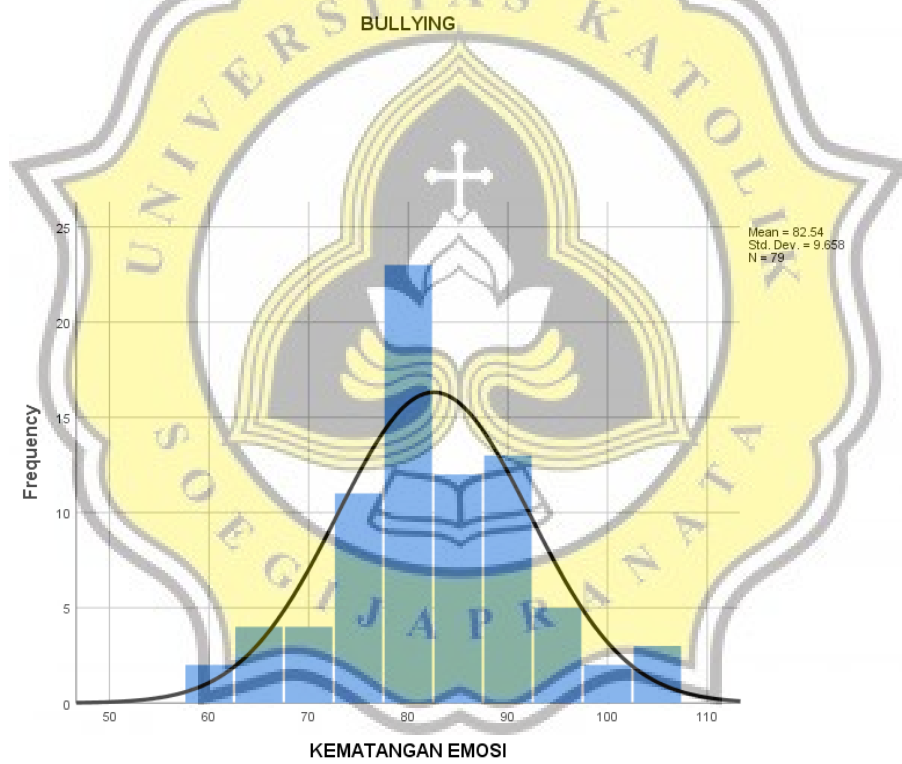 UNIVERSITAS KATOLIK
BULLYING
Mean = 82.54
Std. Dev. = 9.658
N = 79
25
20
15
10
5
0
Frequency
50 60 70 80 90 100 110
KEMATANGAN EMOSI
SOEGIJAPRANATA